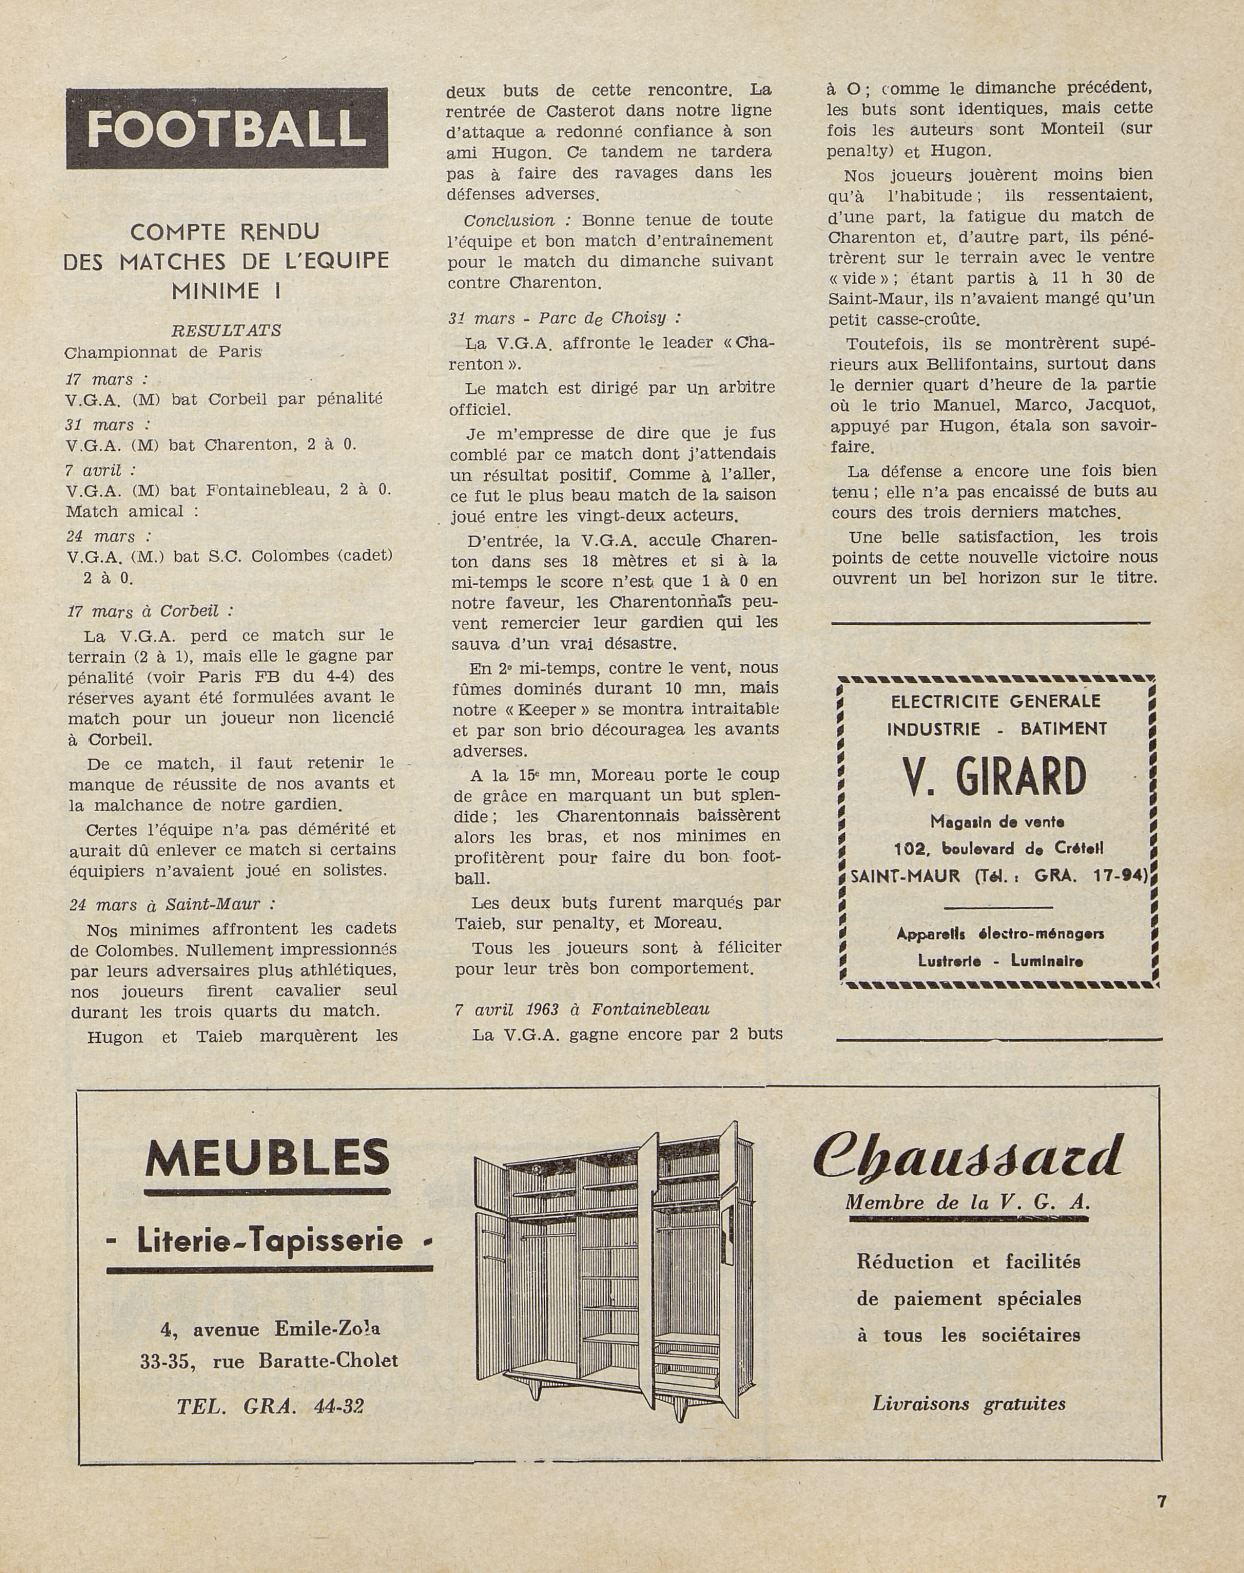 FOOTBALL
COMPTE RENDU
DES MATCHES DE L'EQUIPE
MINIME I
RESULTATS
Championnat de Paris
17 mars :
V.G.A. (M) bat Corbeil par pénalité
31 mars :
V.G.A. (M) bat Charenton, 2 à 0.
7 avril :
V.G.A. (M) bat Fontainebleau, 2 à 0.
Match amical :
24 mars :
V.G.A. (M.) bat S.C. Colombes (cadet)
2 à 0.
17 mars à Corbeil :
La V.G.A. perd ce match sur le
terrain (2 à 1), mais elle le gagne par
pénalité (voir Paris FB du 4-4) des
réserves ayant été formulées avant le
match pour un joueur non licencié
à Corbeil.
De ce match, il faut retenir le
manque de réussite de nos avants et
la malchance de notre gardien.
Certes l'équipe n'a pas démérité et
aurait dû enlever ce match si certains
équipiers n'avaient joué en solistes.
24 mars à Saint-Maur :
Nos minimes affrontent les cadets
de Colombes. Nullement impressionnés
par leurs adversaires plus athlétiques,
nos joueurs firent cavalier seul
durant les trois quarts du match.
Hugon et Taieb marquèrent les
deux buts de cette rencontre. La
rentrée de Casterot dans notre ligne
d'attaque a redonné confiance à son
ami Hugon. Ce tandem ne tardera
pas à faire des ravages dans les
défenses adverses.
Conclusion : Bonne tenue de toute
l'équipe et bon match d'entrainement
pour le match du dimanche suivant
contre Charenton.
31 mars - Parc de Choisy :
La V.G.A. affronte le leader « Cha-
renton ».
Le match est dirigé par un arbitre
officiel.
Je m'empresse de dire que je fus
comblé par ce match dont j'attendais
un résultat positif. Comme à l'aller,
ce fut le plus beau match de la saison
joué entre les vingt-deux acteurs.
D'entrée, la V.G.A. accule Charen-
ton dans ses 18 mètres et si à la
mi-temps le score n'est que 1 à 0 en
notre faveur, les Charentonnais peu-
vent remercier leur gardien qui les
sauva d'un vrai désastre.
En 2e mi-temps, contre le vent, nous
fûmes dominés durant 10 mn, mais
notre « Keeper » se montra intraitable
et par son brio découragea les avants
adverses.
A la 15e mn, Moreau porte le coup
de grâce en marquant un but splen-
dide ; les Charentonnais baissèrent
alors les bras, et nos minimes en
profitèrent pour faire du bon foot-
ball.
Les deux buts furent marqués par
Taieb, sur penalty, et Moreau.
Tous les joueurs sont à féliciter
pour leur très bon comportement.
7 avril 1963 à Fontainebleau
La V.G.A. gagne encore par 2 buts
à O ; comme le dimanche précédent,
les buts sont identiques, mais cette
fois les auteurs sont Monteil (sur
penalty) et Hugon.
Nos joueurs jouèrent moins bien
qu'à l'habitude ; ils ressentaient,
d'une part, la fatigue du match de
Charenton et, d'autre part, ils péné-
trèrent sur le terrain avec le ventre
« vide » ; étant partis à 11 h 30 de
Saint-Maur, ils n'avaient mangé qu'un
petit casse-croûte.
Toutefois, ils se montrèrent supé-
rieurs aux Bellifontains, surtout dans
le dernier quart d'heure de la partie
où le trio Manuel, Marco, Jacquot,
appuyé par Hugon, étala son savoir-
faire.
La défense a encore une fois bien
tenu ; elle n'a pas encaissé de buts au
cours des trois derniers matches.
Une belle satisfaction, les trois
points de cette nouvelle victoire nous
ouvrent un bel horizon sur le titre.
ELECTRICITE GENERALE
INDUSTRIE - BATIMENT
V. GIRARD
Magasin de vente
102, boulevard de Créteil
SAINT-MAUR (Tél. : GRA. 17-94)
Appareils électro-ménagers
Lustrerie - Luminaire
MEUBLES
- Literie-Tapisserie -
4, avenue Emile-Zola
33-35, rue Baratte-Cholet
TEL. GRA. 44-32
Chaussard
Membre de la V. G. A.
Réduction et facilités
de paiement spéciales
à tous les sociétaires
Livraisons gratuites
7